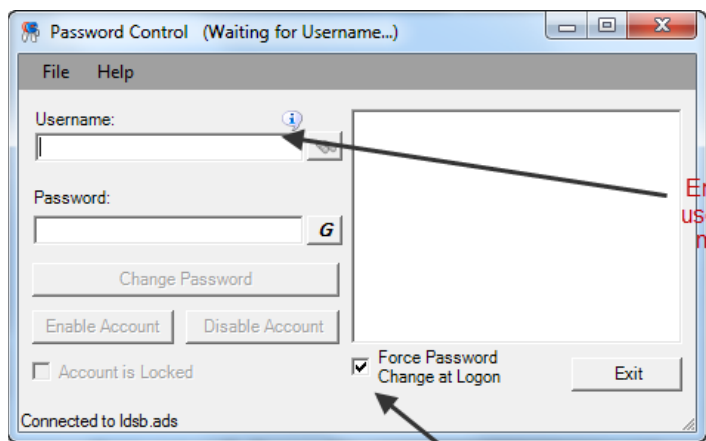 Password Control (Waiting for Username...)
File Help
Username:
Password:
G
Change Password
Enable Account Disable Account
Account is Locked
Force Password
Change at Logon
Exit
Connected to ldsb.ads